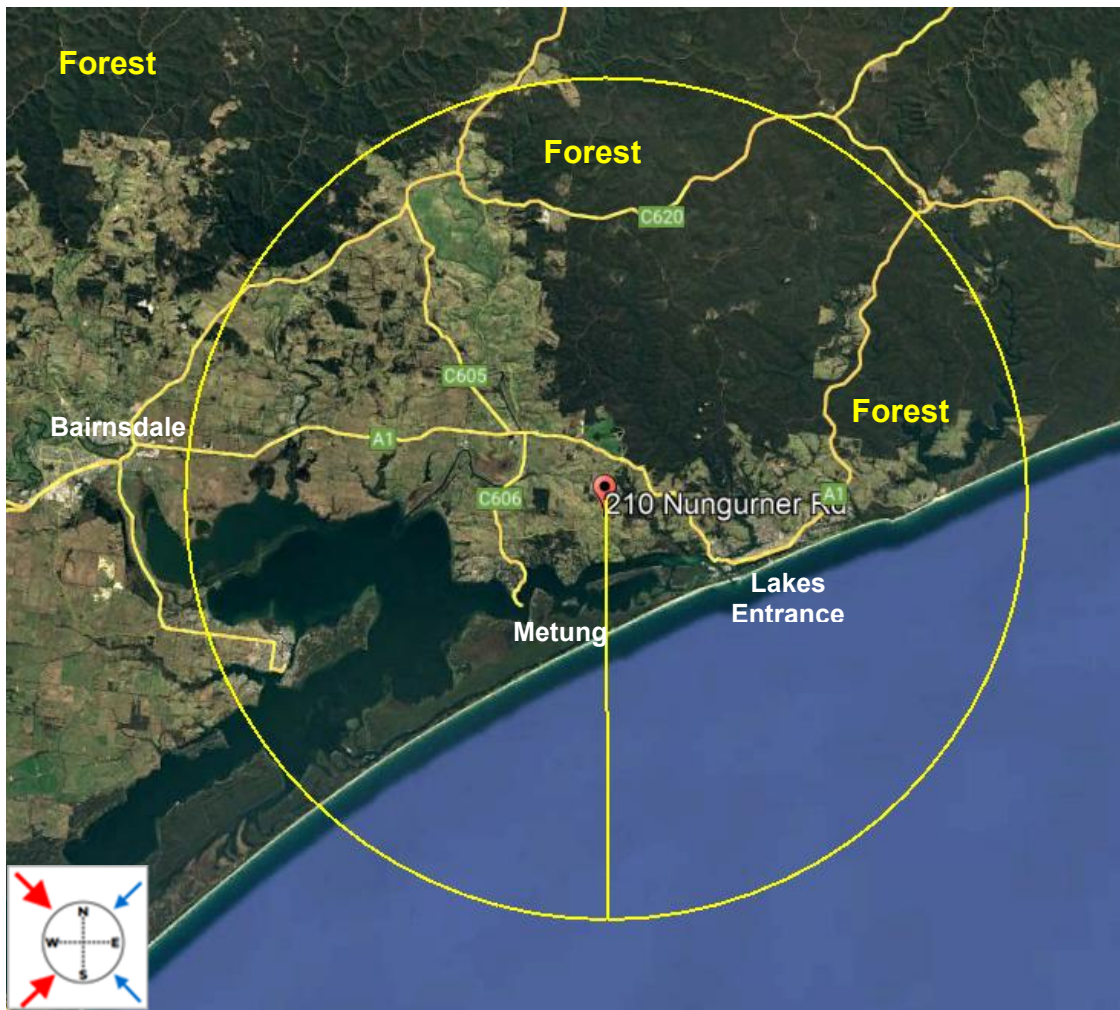 Forest
Forest
C620
C605
Forest
Bairnsdale
A1
C606
210 Nungurner Rd
A1
Lakes
Entrance
Metung
N
W E
S